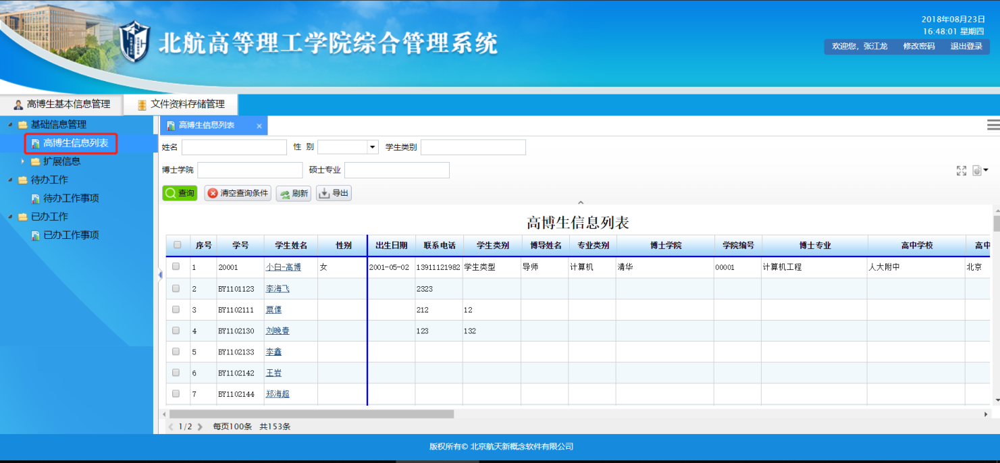 2018年08月23日
16:48:01 星期四
北航高等理工学院综合管理系统
欢迎您，张江龙 修改密码 退出登录
高博生基本信息管理 文件资料存储管理
基础信息管理
高博生信息列表
扩展信息
待办工作
待办工作事项
已办工作
已办工作事项
高博生信息列表
姓名 性 别 学生类别
博士学院 硕士专业
查询 清空查询条件 刷新 导出
高博生信息列表
序号 学号 学生姓名 性别 出生日期 联系电话 学生类别 博导姓名 专业类别 博士学院 学院编号 博士专业 高中学校 高中
1 20001 小白-高博 女 2001-05-02 13911121982 学生类型 导师 计算机 清华 00001 计算机工程 人大附中 北京
2 BY1101123 李海飞 2323
3 BY1102111 212 12
4 BY1102130 刘晚春 123 132
5 BY1102133 李鑫
6 BY1102142 王岩
7 BY1102144 郑海超
1/2 每页100条 共153条
版权所有© 北京航天新概念软件有限公司